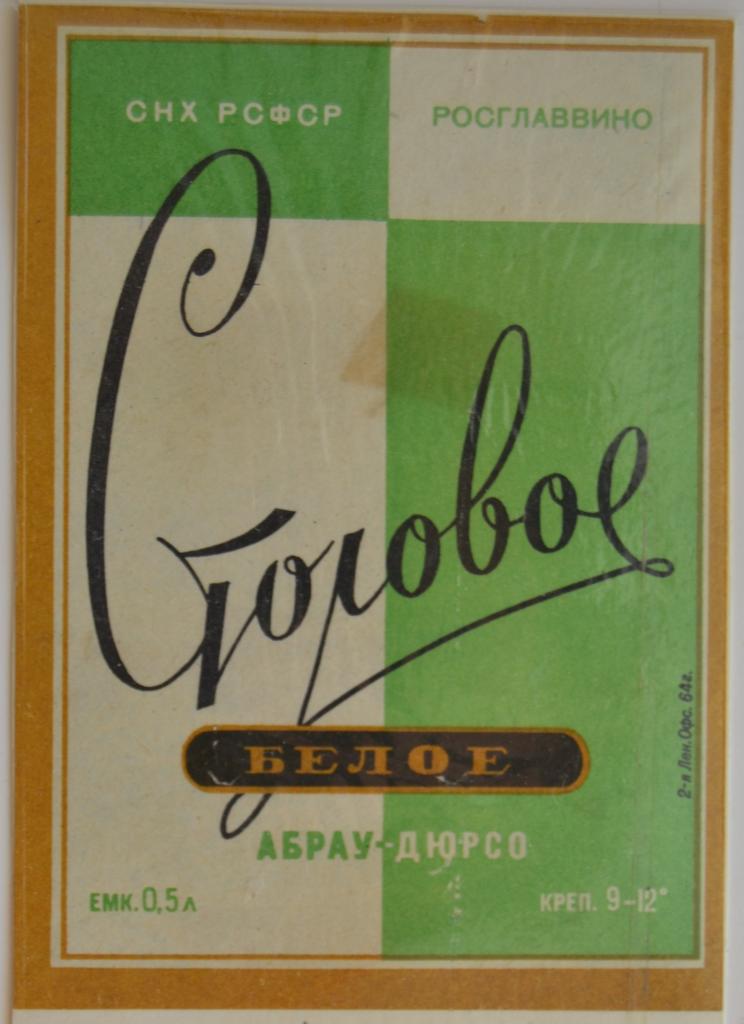 СНХ РСФСР РОСГЛАВВИНО
Столовое
БЕЛОЕ
АБРАУ-ДЮРСО
ЕМК. 0,5 л КРЕП. 9-12°
2-я Лен. Офс. 64г.